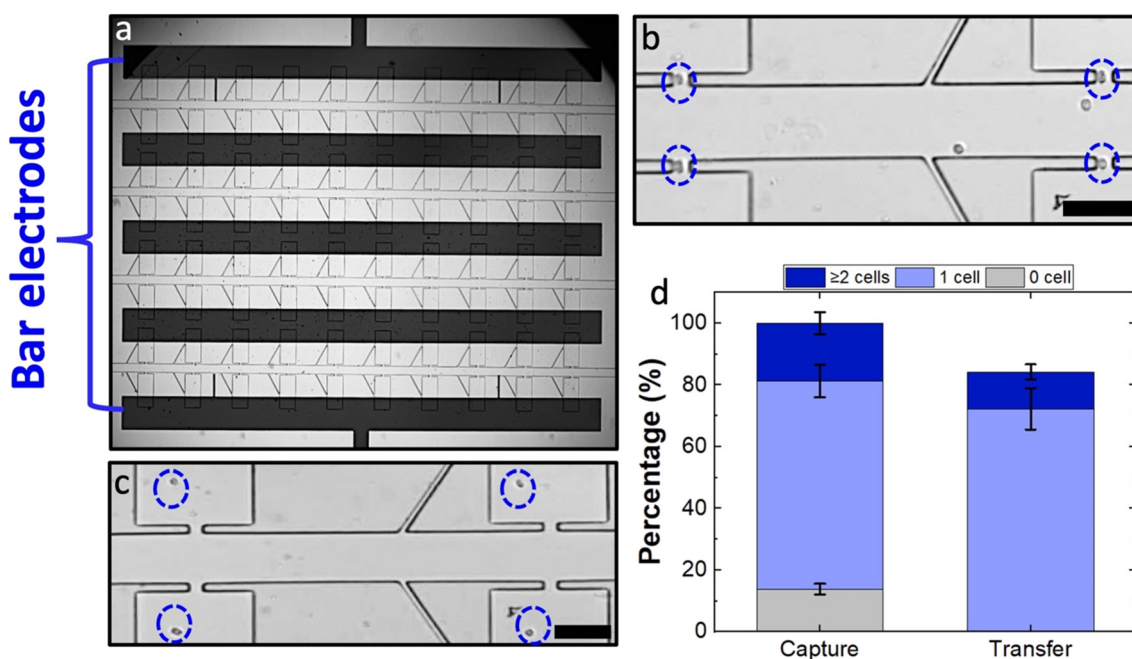 a
Bar electrodes
b
c
d
≥2 cells
1 cell
0 cell
Percentage (%)
100
80
60
40
20
0
Capture
Transfer